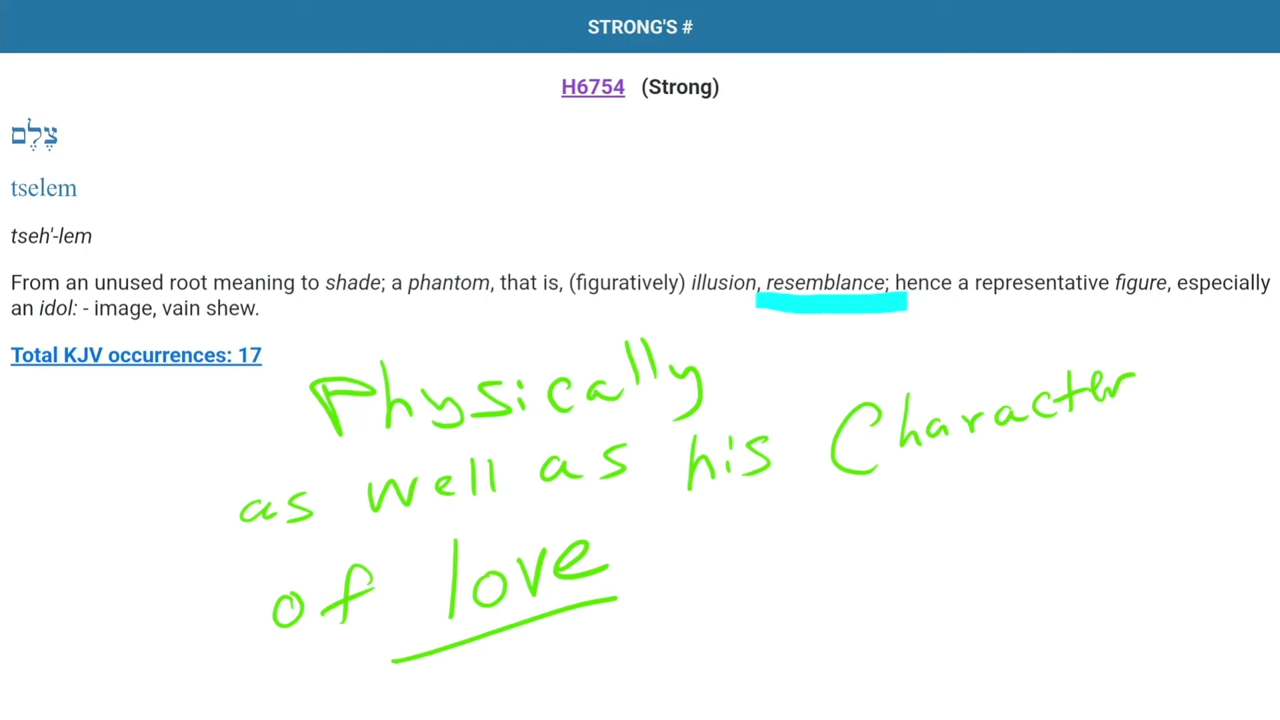 STRONG'S #
H6754 (Strong)
צֶלֶם
tselem
tseh'-lem
From an unused root meaning to shade; a phantom, that is, (figuratively) illusion, resemblance; hence a representative figure, especially
an idol: - image, vain shew.
Total KJV occurrences: 17
Physically
as well as his Character
of love